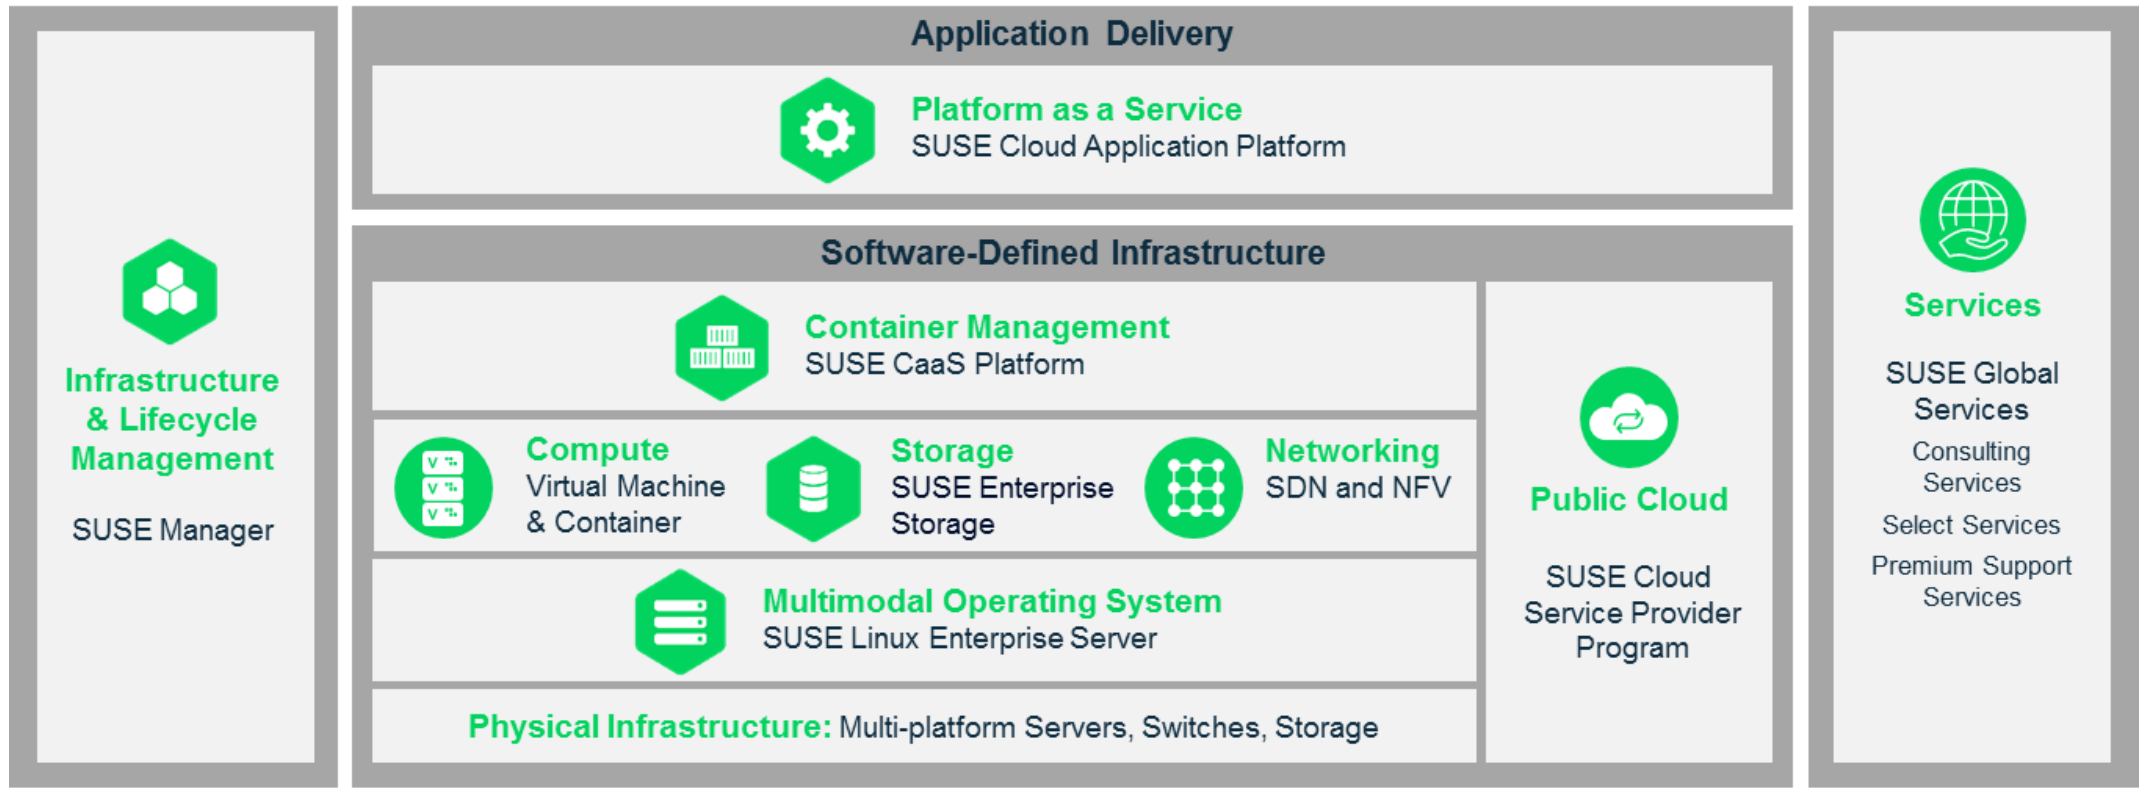 Infrastructure
& Lifecycle
Management
SUSE Manager
Application Delivery
Platform as a Service
SUSE Cloud Application Platform
Software-Defined Infrastructure
Container Management
SUSE CaaS Platform
Compute
Virtual Machine
& Container
Storage
SUSE Enterprise
Storage
Networking
SDN and NFV
Multimodal Operating System
SUSE Linux Enterprise Server
Physical Infrastructure: Multi-platform Servers, Switches, Storage
Public Cloud
SUSE Cloud
Service Provider
Program
Services
SUSE Global
Services
Consulting
Services
Select Services
Premium Support
Services